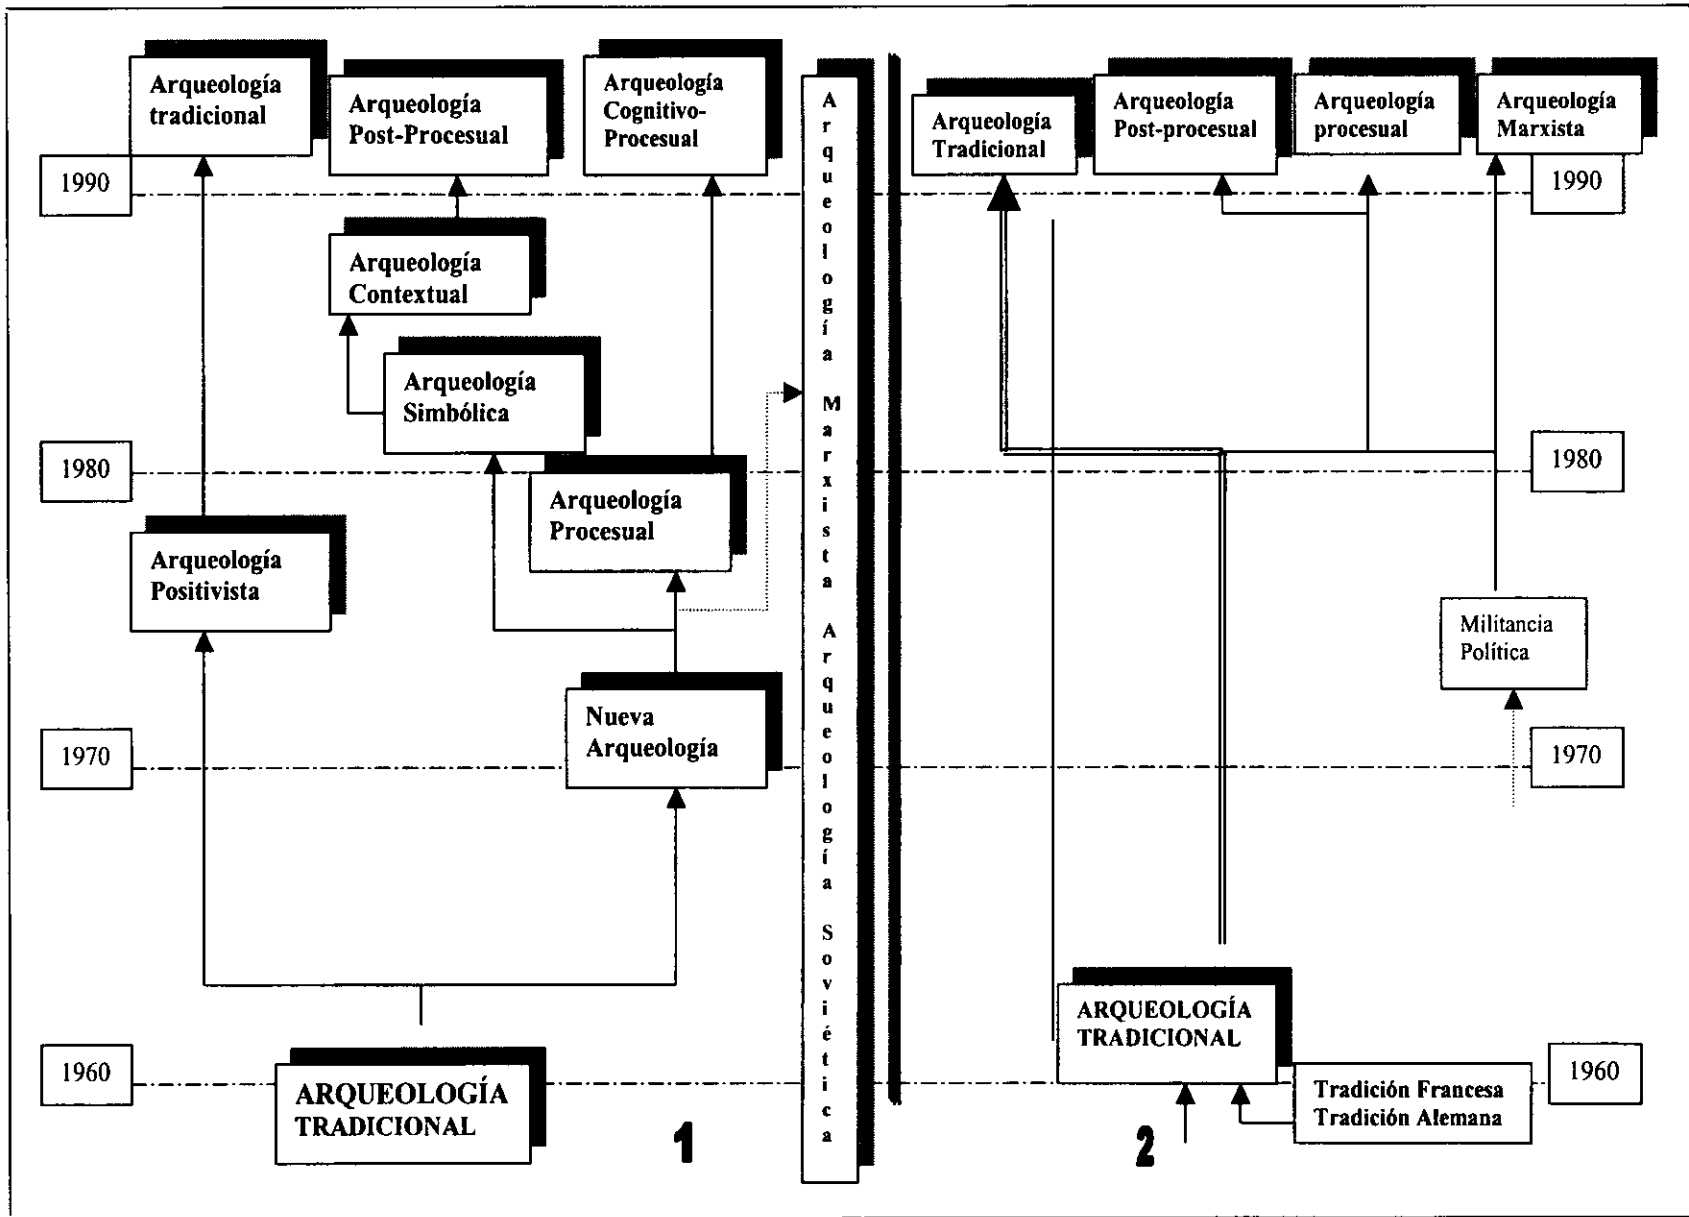 Arqueología
tradicional
Arqueología
Post-Procesual
Arqueología
Cognitivo-
Procesual
1990
Arqueología
Contextual
Arqueología
Simbólica
1980
Arqueología
Procesual
Arqueología
Positivista
Nueva
Arqueología
1970
1960
ARQUEOLOGÍA
TRADICIONAL
1
Arqueología Marxista Arqueología Soviética
Arqueología
Tradicional
Arqueología
Post-procesual
Arqueología
procesual
Arqueología
Marxista
1990
1980
Militancia
Política
1970
ARQUEOLOGÍA
TRADICIONAL
1960
Tradición Francesa
Tradición Alemana
2